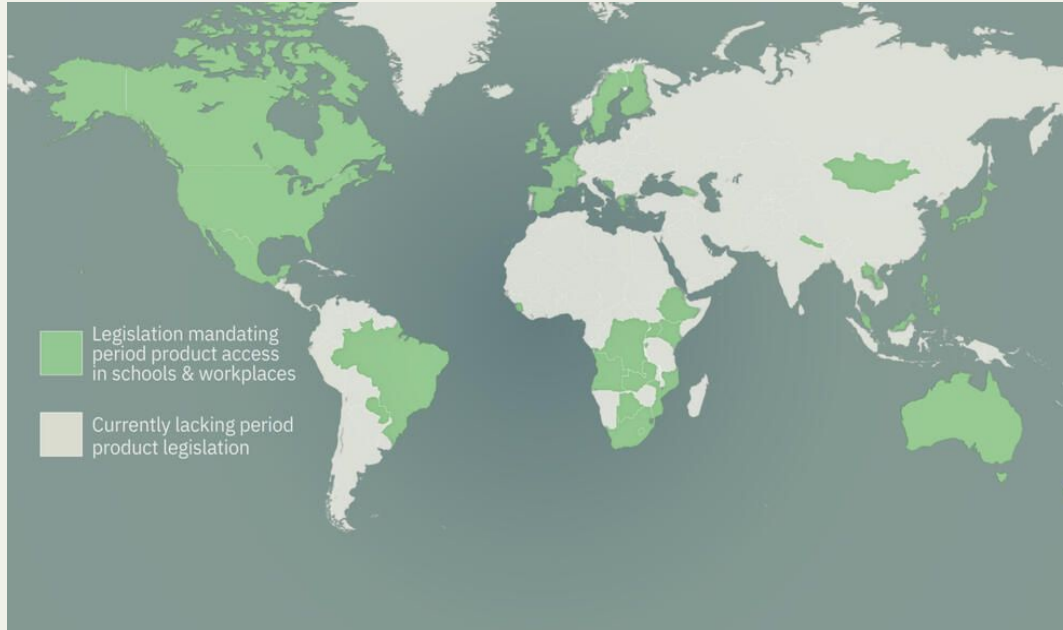 Legislation mandating
period product access
in schools & workplaces
Currently lacking period
product legislation